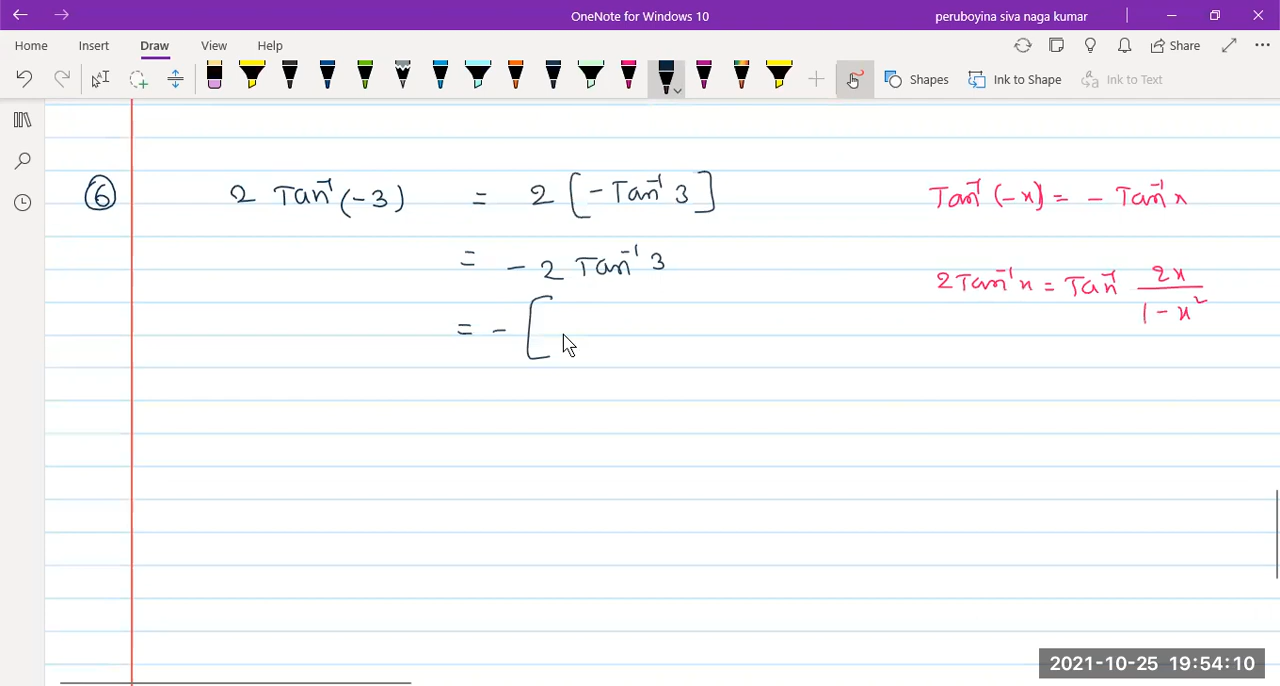 OneNote for Windows 10
peruboyina siva naga kumar
Home Insert Draw View Help
Share
Shapes
Ink to Shape
Ink to Text
6 2 Tan⁻¹(-3) = 2 [-Tan⁻¹ 3]
Tan⁻¹(-x) = - Tan⁻¹x
= - 2 Tan⁻¹ 3
2Tan⁻¹x = Tan⁻¹ 2x / 1-x²
= - [
2021-10-25 19:54:10